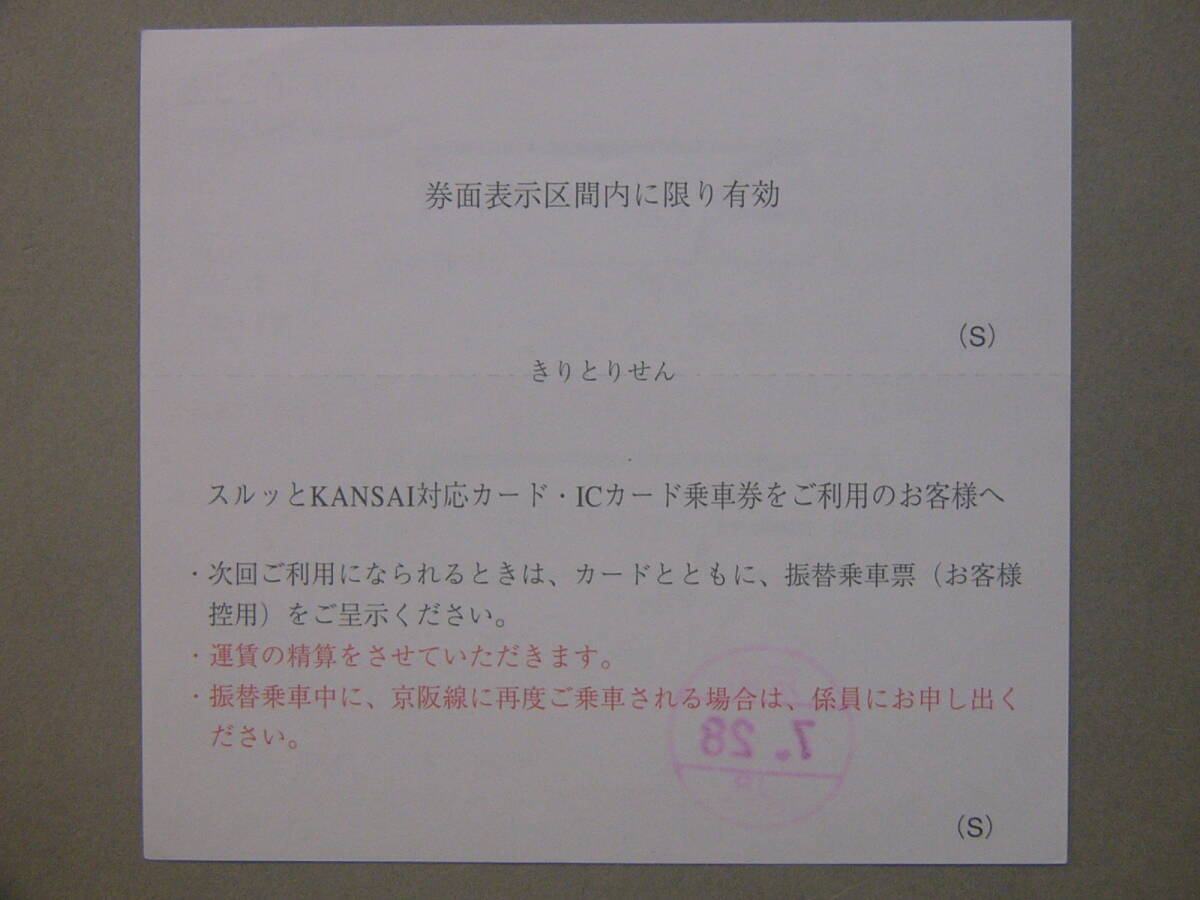 券面表示区間内に限り有効
(S)
きりとりせん
スルッとKANSAI対応カード・ICカード乗車券をご利用のお客様へ
・次回ご利用になられるときは、カードとともに、振替乗車票（お客様
控用）をご呈示ください。
・運賃の精算をさせていただきます。
・振替乗車中に、京阪線に再度ご乗車される場合は、係員にお申し出く
ださい。
7.28
(S)